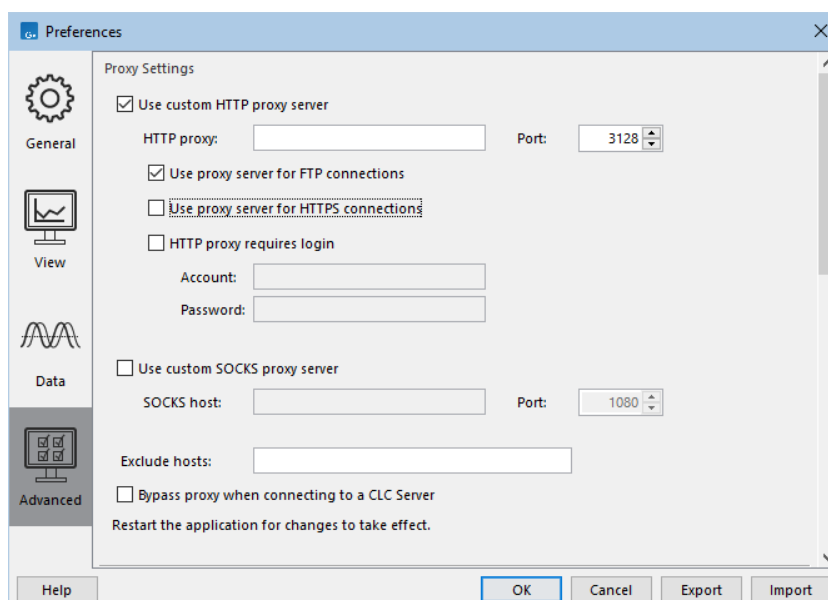 G.
Preferences
General
View
Data
Advanced
Proxy Settings
Use custom HTTP proxy server
HTTP proxy: Port: 3128
Use proxy server for FTP connections
Use proxy server for HTTPS connections
HTTP proxy requires login
Account:
Password:
Use custom SOCKS proxy server
SOCKS host: Port: 1080
Exclude hosts:
Bypass proxy when connecting to a CLC Server
Restart the application for changes to take effect.
Help OK Cancel Export Import